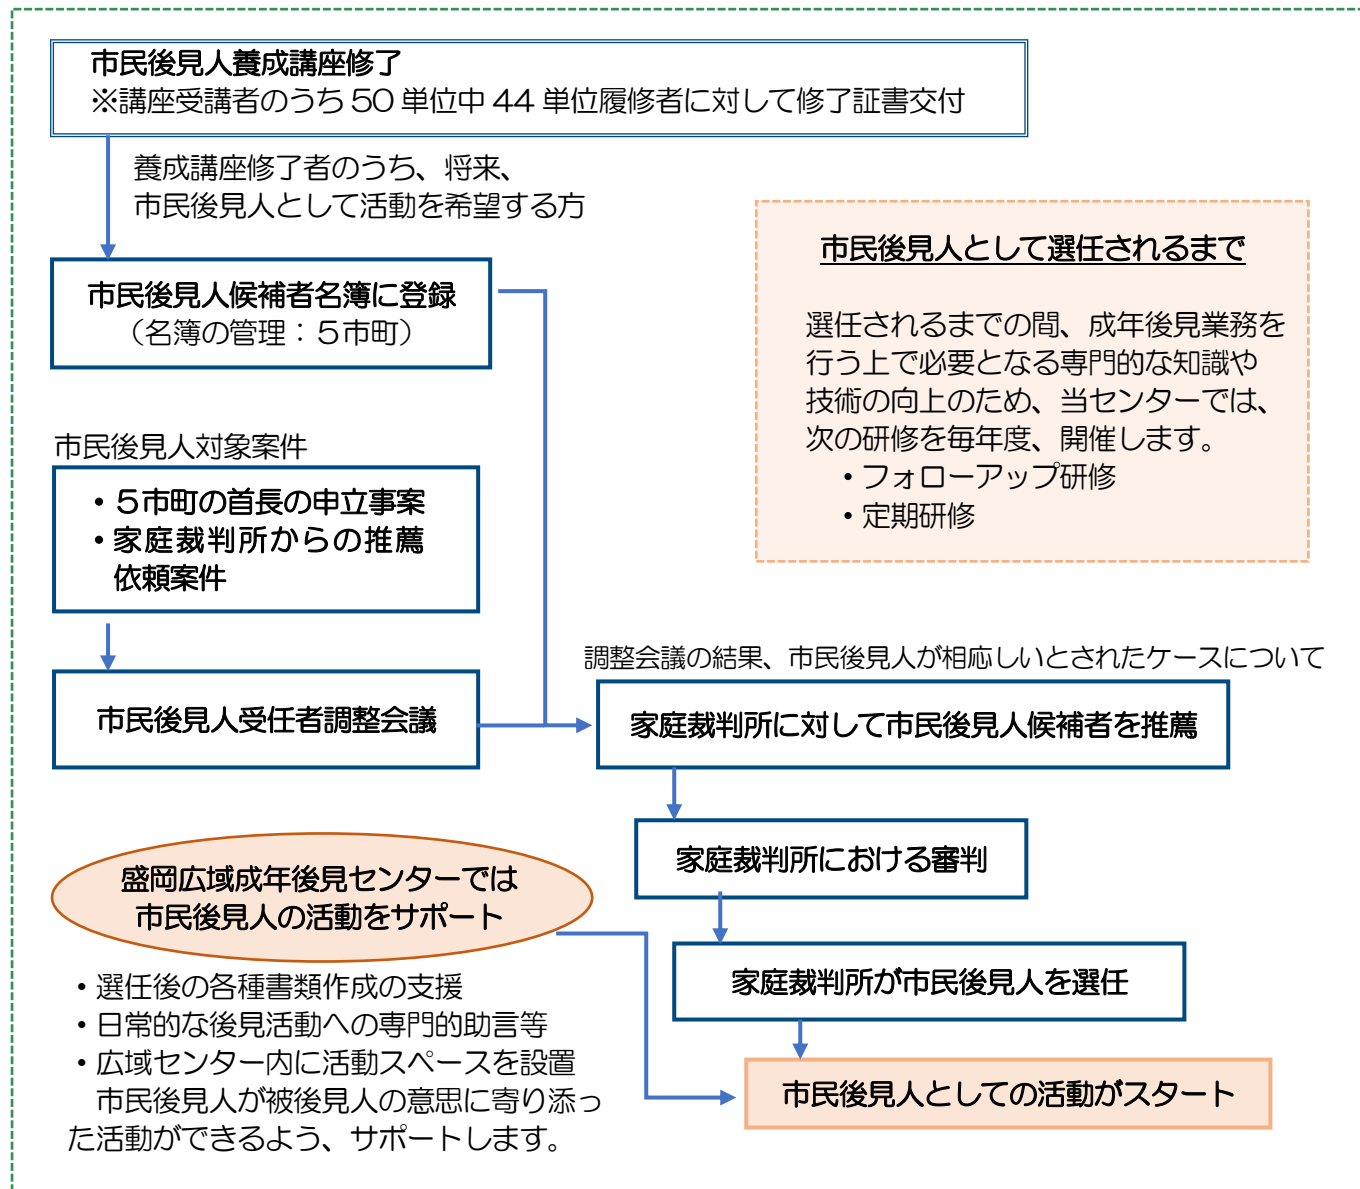 市民後見人養成講座修了
※講座受講者のうち 50 単位中 44 単位履修者に対して修了証書交付
養成講座修了者のうち、将来、
市民後見人として活動を希望する方
市民後見人候補者名簿に登録
（名簿の管理：５市町）
市民後見人として選任されるまで
選任されるまでの間、成年後見業務を
行う上で必要となる専門的な知識や
技術の向上のため、当センターでは、
次の研修を毎年度、開催します。
・フォローアップ研修
・定期研修
市民後見人対象案件
・５市町の首長の申立事案
・家庭裁判所からの推薦
依頼案件
市民後見人受任者調整会議
調整会議の結果、市民後見人が相応しいとされたケースについて
家庭裁判所に対して市民後見人候補者を推薦
家庭裁判所における審判
家庭裁判所が市民後見人を選任
市民後見人としての活動がスタート
盛岡広域成年後見センターでは
市民後見人の活動をサポート
・選任後の各種書類作成の支援
・日常的な後見活動への専門的助言等
・広域センター内に活動スペースを設置
市民後見人が被後見人の意思に寄り添っ
た活動ができるよう、サポートします。